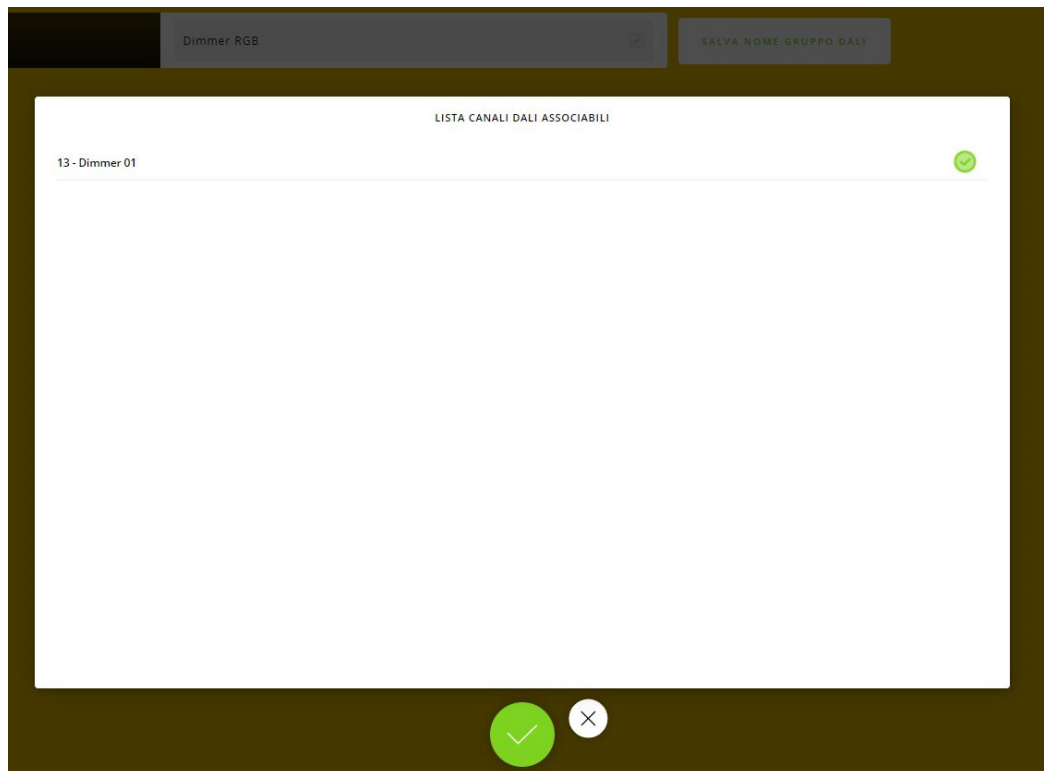 Dimmer RGB
SALVA NOME GRUPPO DALI
LISTA CANALI DALI ASSOCIABILI
13 - Dimmer 01